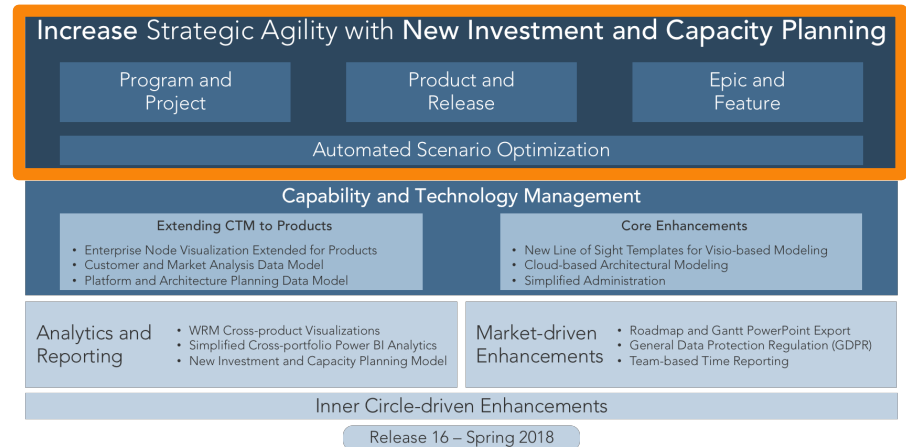 Increase Strategic Agility with New Investment and Capacity Planning
Program and
Project
Product and
Release
Epic and
Feature
Automated Scenario Optimization
Capability and Technology Management
Extending CTM to Products
• Enterprise Node Visualization Extended for Products
• Customer and Market Analysis Data Model
• Platform and Architecture Planning Data Model
Core Enhancements
• New Line of Sight Templates for Visio-based Modeling
• Cloud-based Architectural Modeling
• Simplified Administration
Analytics and
Reporting
• WRM Cross-product Visualizations
• Simplified Cross-portfolio Power BI Analytics
• New Investment and Capacity Planning Model
Market-driven
Enhancements
• Roadmap and Gantt PowerPoint Export
• General Data Protection Regulation (GDPR)
• Team-based Time Reporting
Inner Circle-driven Enhancements
Release 16 – Spring 2018